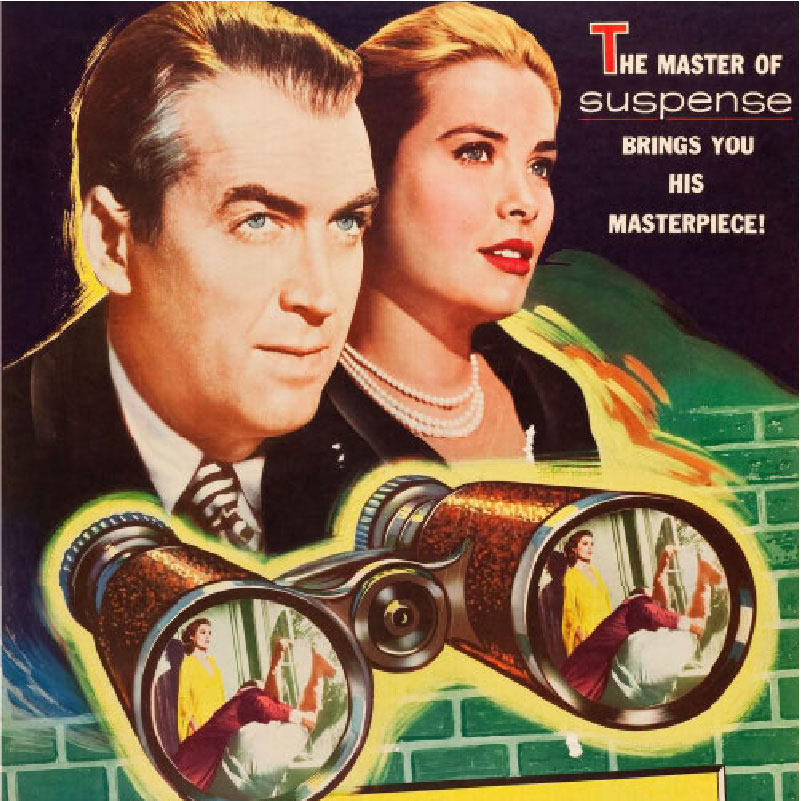 THE MASTER OF
suspense
BRINGS YOU
HIS
MASTERPIECE!